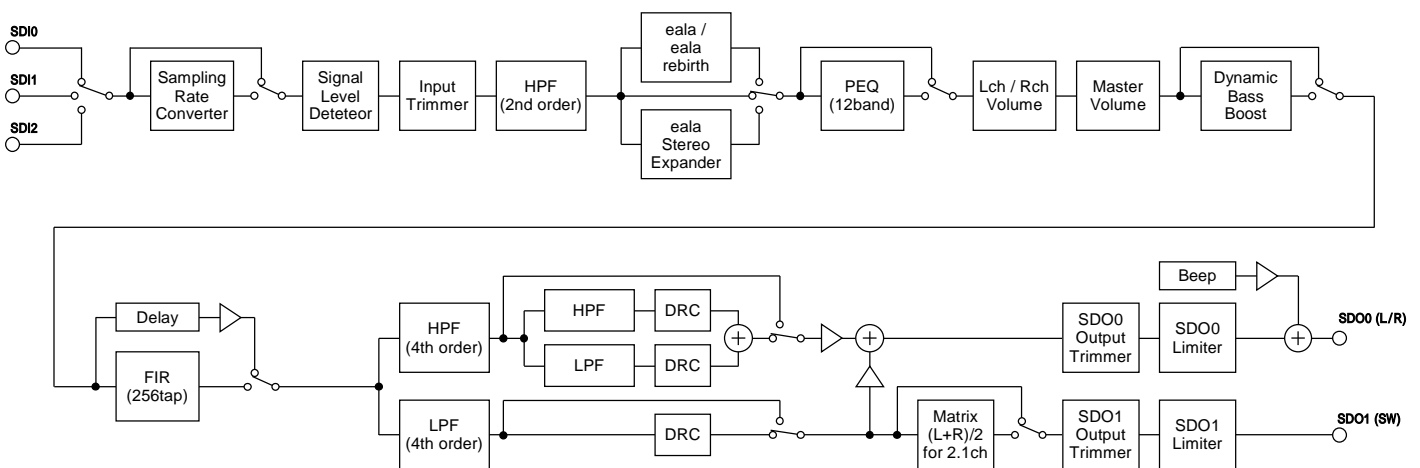 SDI0
SDI1
SDI2
Sampling
Rate
Converter
Signal
Level
Deteteor
Input
Trimmer
HPF
(2nd order)
eala /
eala
rebirth
eala
Stereo
Expander
PEQ
(12band)
Lch / Rch
Volume
Master
Volume
Dynamic
Bass
Boost
Delay
FIR
(256tap)
HPF
(4th order)
LPF
(4th order)
HPF
DRC
LPF
DRC
DRC
Matrix
(L+R)/2
for 2.1ch
Beep
SDO0
Output
Trimmer
SDO0
Limiter
SDO0 (L/R)
SDO1
Output
Trimmer
SDO1
Limiter
SDO1 (SW)